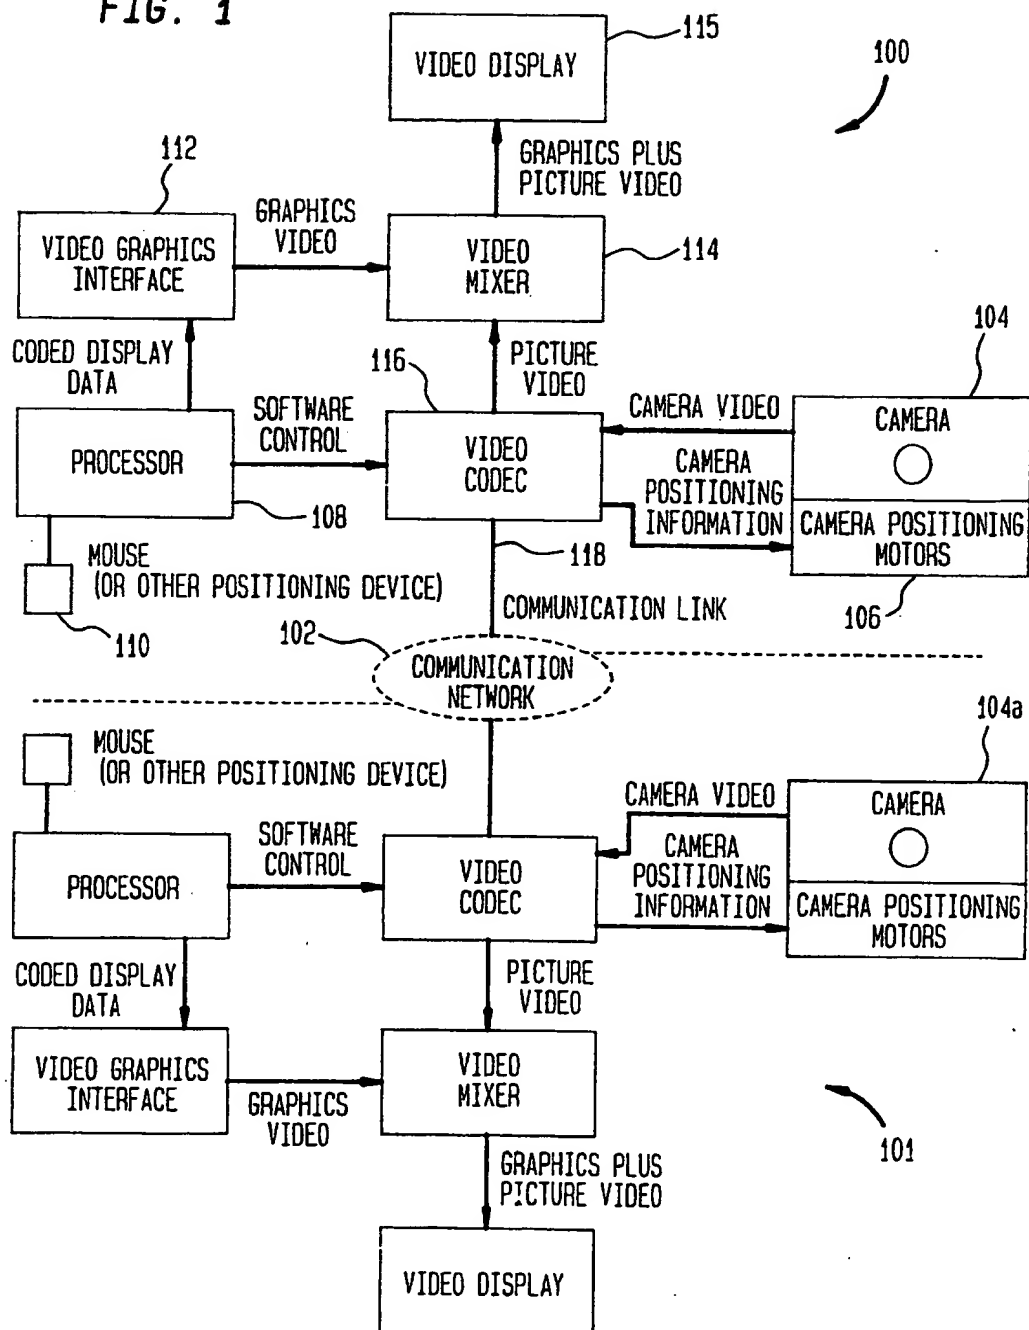 FIG. 1
VIDEO DISPLAY
115
100
GRAPHICS PLUS
PICTURE VIDEO
112
VIDEO GRAPHICS
INTERFACE
GRAPHICS
VIDEO
VIDEO
MIXER
114
CODED DISPLAY
DATA
116
PICTURE
VIDEO
104
PROCESSOR
SOFTWARE
CONTROL
VIDEO
CODEC
CAMERA VIDEO
CAMERA
CAMERA
POSITIONING
INFORMATION
108
118
CAMERA POSITIONING
MOTORS
106
MOUSE
(OR OTHER POSITIONING DEVICE)
110
COMMUNICATION LINK
102
COMMUNICATION
NETWORK
104a
MOUSE
(OR OTHER POSITIONING DEVICE)
CAMERA VIDEO
CAMERA
PROCESSOR
SOFTWARE
CONTROL
VIDEO
CODEC
CAMERA
POSITIONING
INFORMATION
CAMERA POSITIONING
MOTORS
CODED DISPLAY
DATA
PICTURE
VIDEO
VIDEO GRAPHICS
INTERFACE
GRAPHICS
VIDEO
VIDEO
MIXER
101
GRAPHICS PLUS
PICTURE VIDEO
VIDEO DISPLAY